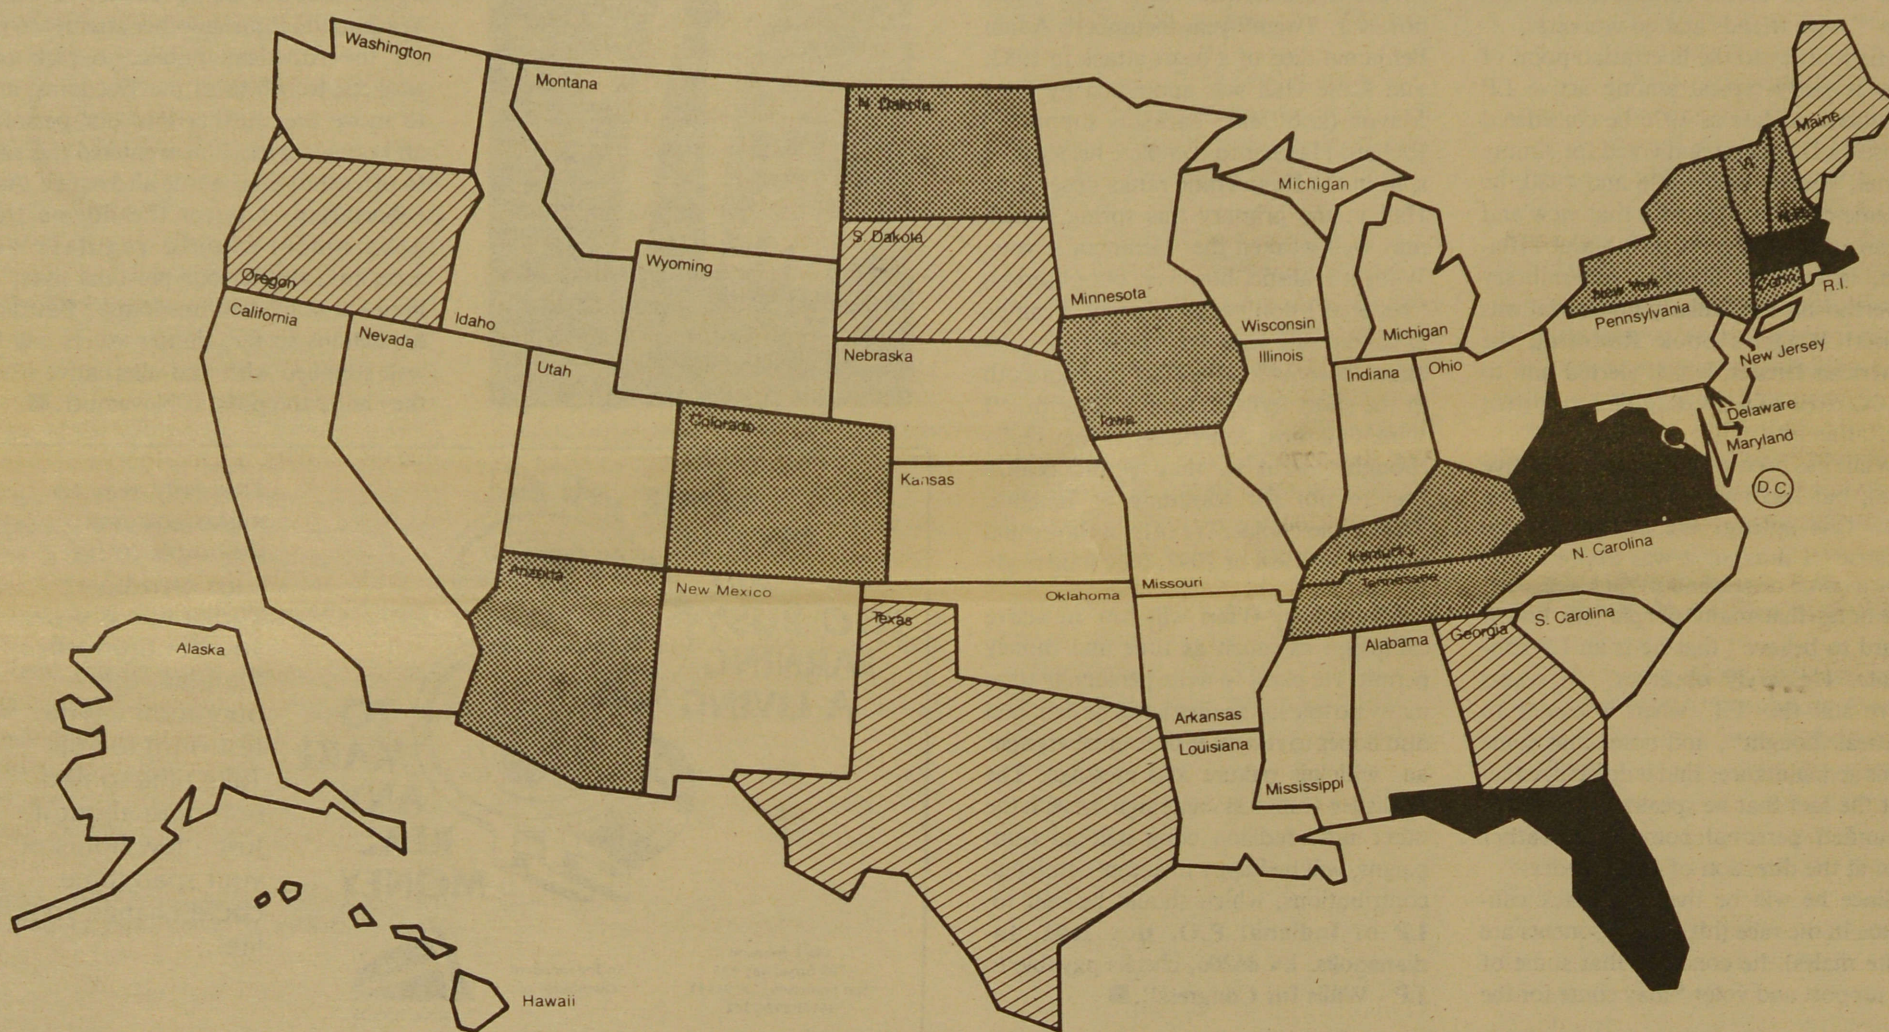 Washington
Montana
N. Dakota
Maine
Michigan
S. Dakota
Wyoming
Oregon
California
Idaho
Nevada
Minnesota
Wisconsin
Michigan
New York
Conn.
R.I.
Pennsylvania
Nebraska
Utah
Illinois
Indiana
Ohio
New Jersey
Delaware
Maryland
Colorado
Iowa
Kansas
D.C.
Kentucky
N. Carolina
Arizona
New Mexico
Oklahoma
Missouri
Tennessee
Texas
Alabama
Georgia
S. Carolina
Alaska
Arkansas
Louisiana
Mississippi
Hawaii